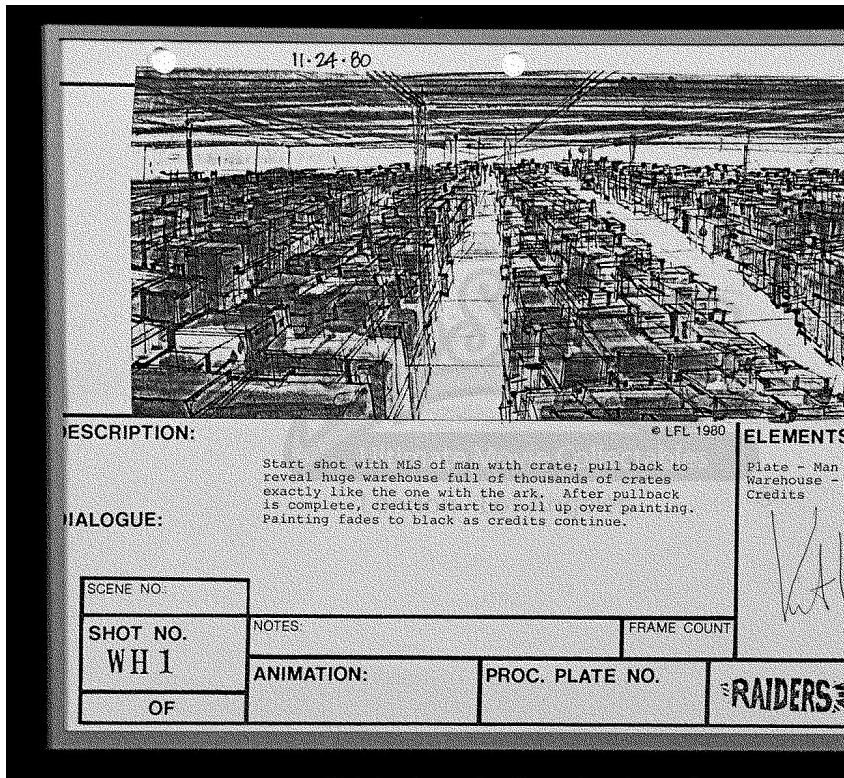 11·24·80
DESCRIPTION:
© LFL 1980
ELEMENTS
Start shot with MLS of man with crate; pull back to
reveal huge warehouse full of thousands of crates
exactly like the one with the ark. After pullback
is complete, credits start to roll up over painting.
Painting fades to black as credits continue.
Plate - Man
Warehouse -
Credits
DIALOGUE:
SCENE NO.:
SHOT NO.
WH 1
OF
NOTES:
FRAME COUNT
ANIMATION:
PROC. PLATE NO.
RAIDERS